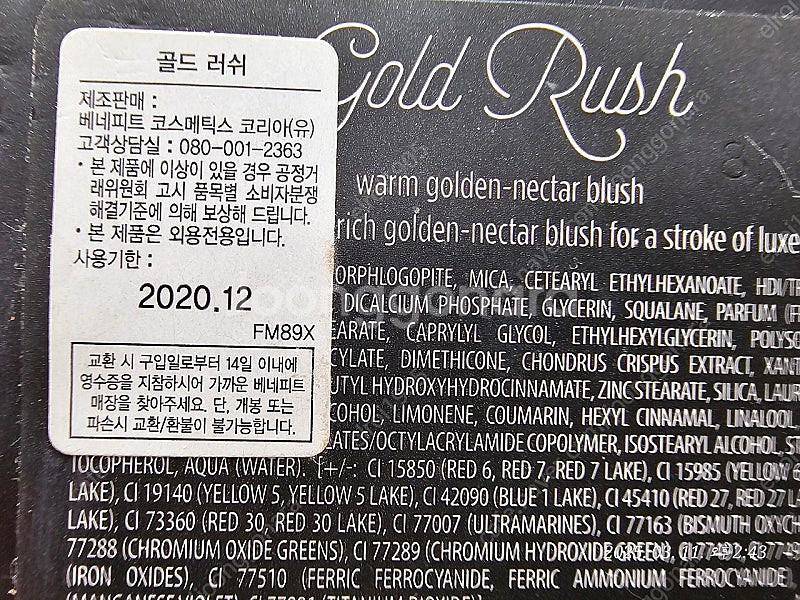 골드 러쉬
제조판매 :
베네피트 코스메틱스 코리아(유)
고객상담실 : 080-001-2363
· 본 제품에 이상이 있을 경우 공정거
래위원회 고시 품목별 소비자분쟁
해결기준에 의해 보상해 드립니다.
· 본 제품은 외용전용입니다.
사용기한 :
2020.12
FM89X
교환 시 구입일로부터 14일 이내에
영수증을 지참하시어 가까운 베네피트
매장을 찾아주세요. 단, 개봉 또는
파손시 교환/환불이 불가능합니다.
Gold Rush
warm golden-nectar blush
rich golden-nectar blush for a stroke of luxe
MICA, CETEARYL ETHYLHEXANOATE,
DICALCIUM PHOSPHATE, GLYCERIN, SQUALANE, PARFUM
CAPRYLYL GLYCOL, ETHYLHEXYLGLYCERIN,
DIMETHICONE, CHONDRUS CRISPUS EXTRACT,
HYDROXYHYDROCINNAMATE, ZINC STEARATE, SILICA,
LIMONENE, COUMARIN, HEXYL CINNAMAL, LINALOOL,
/OCTYLACRYLAMIDE COPOLYMER, ISOSTEARYL ALCOHOL,
TOCOPHEROL, AQUA (WATER). [+/-: CI 15850 (RED 6, RED 7, RED 7 LAKE), CI 15985 (YELLOW 6
LAKE), CI 19140 (YELLOW 5, YELLOW 5 LAKE), CI 42090 (BLUE 1 LAKE), CI 45410 (RED 27, RED 27
LAKE), CI 73360 (RED 30, RED 30 LAKE), CI 77007 (ULTRAMARINES), CI 77163 (BISMUTH
77288 (CHROMIUM OXIDE GREENS), CI 77289 (CHROMIUM HYDROXIDE GREEN),
(IRON OXIDES), CI 77510 (FERRIC FERROCYANIDE, FERRIC AMMONIUM FERROCYANIDE